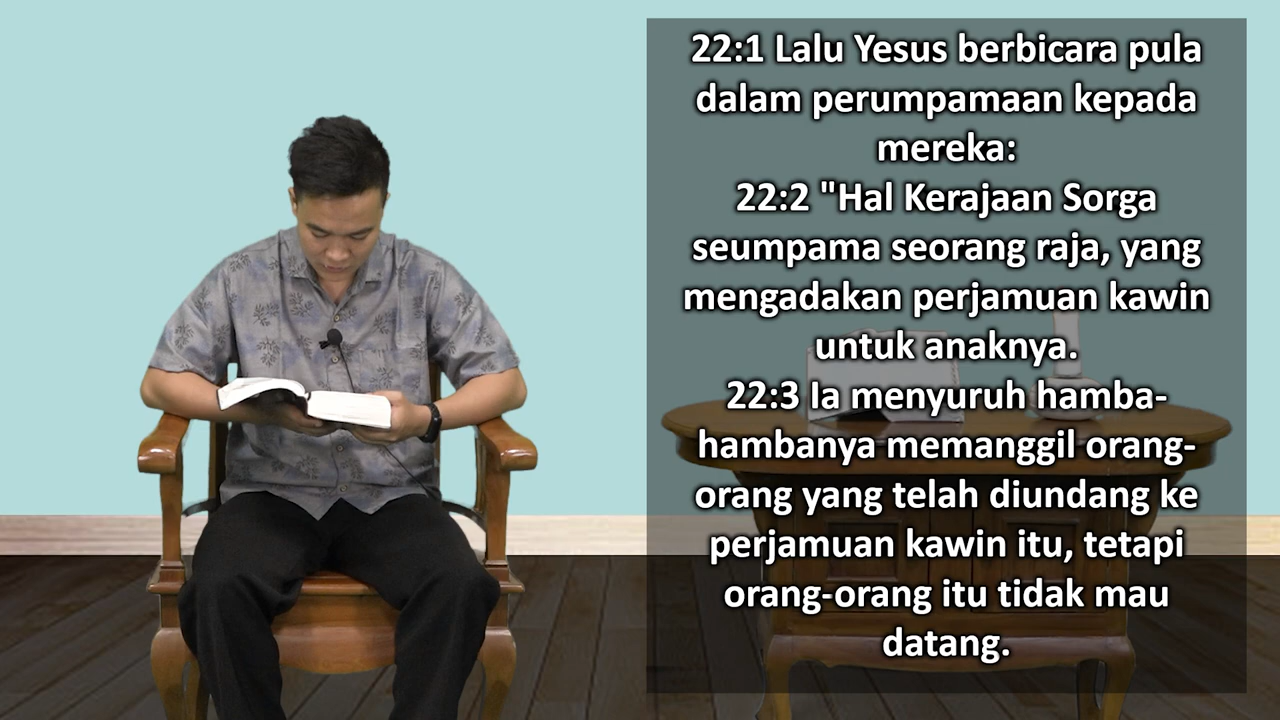 22:1 Lalu Yesus berbicara pula
dalam perumpamaan kepada
mereka:
22:2 "Hal Kerajaan Sorga
seumpama seorang raja, yang
mengadakan perjamuan kawin
untuk anaknya.
22:3 Ia menyuruh hamba-
hambanya memanggil orang-
orang yang telah diundang ke
perjamuan kawin itu, tetapi
orang-orang itu tidak mau
datang.